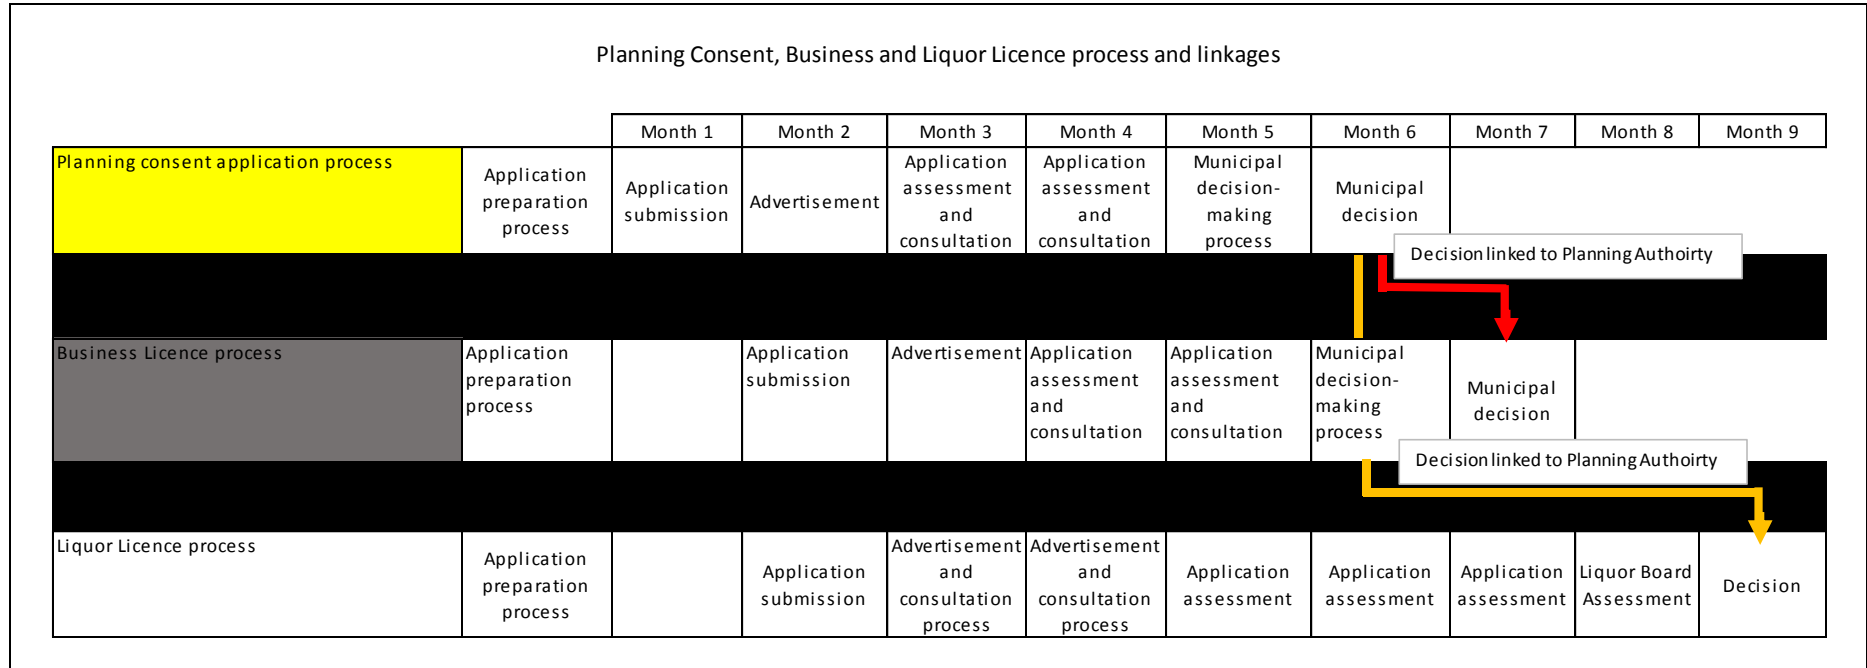 Planning Consent, Business and Liquor Licence process and linkages
Month 1
Month 2
Month 3
Month 4
Month 5
Month 6
Month 7
Month 8
Month 9
Planning consent application process
Application
preparation
process
Application
submission
Advertisement
Application
assessment
and
consultation
Application
assessment
and
consultation
Municipal
decision-
making
process
Municipal
decision
Decision linked to Planning Authoirty
Business Licence process
Application
preparation
process
Application
submission
Advertisement
Application
assessment
and
consultation
Application
assessment
and
consultation
Municipal
decision-
making
process
Municipal
decision
Decision linked to Planning Authoirty
Liquor Licence process
Application
preparation
process
Application
submission
Advertisement
and
consultation
process
Advertisement
and
consultation
process
Application
assessment
Application
assessment
Application
assessment
Liquor Board
Assessment
Decision